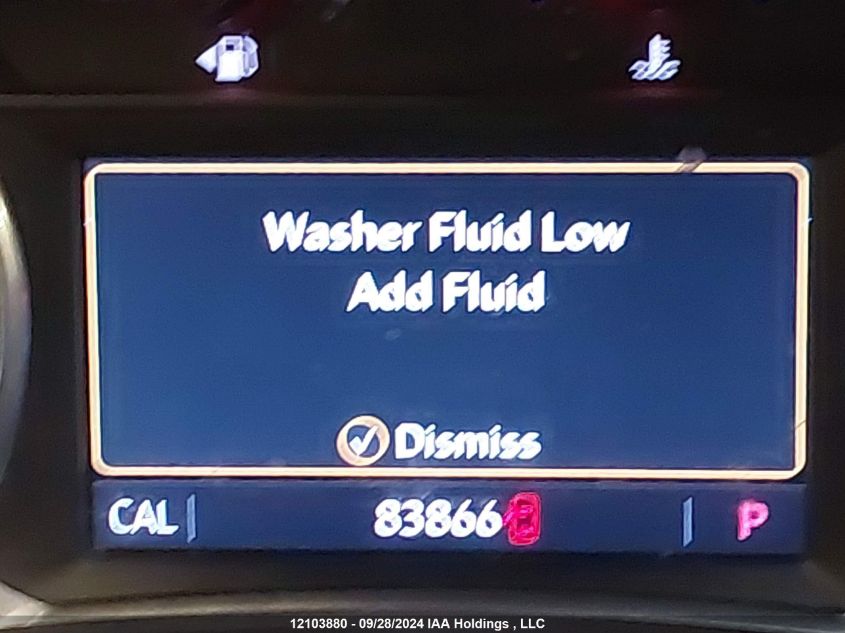 Washer Fluid Low
Add Fluid
Dismiss
CAL 83866 P
12103880 - 09/28/2024 IAA Holdings , LLC